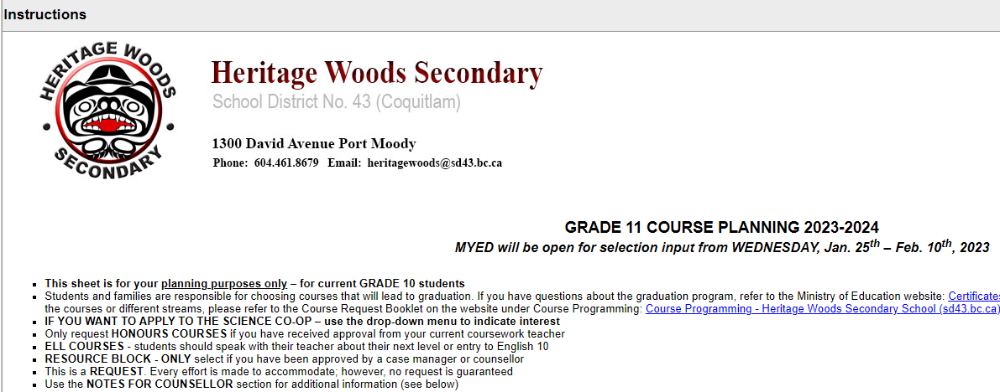 Instructions
HERITAGE WOODS
SECONDARY
Heritage Woods Secondary
School District No. 43 (Coquitlam)
1300 David Avenue Port Moody
Phone: 604.461.8679 Email: heritagewoods@sd43.bc.ca
GRADE 11 COURSE PLANNING 2023-2024
MYED will be open for selection input from WEDNESDAY, Jan. 25th – Feb. 10th, 2023
▪ This sheet is for your planning purposes only – for current GRADE 10 students
▪ Students and families are responsible for choosing courses that will lead to graduation. If you have questions about the graduation program, refer to the Ministry of Education website: Certificates
the courses or different streams, please refer to the Course Request Booklet on the website under Course Programming: Course Programming - Heritage Woods Secondary School (sd43.bc.ca)
▪ IF YOU WANT TO APPLY TO THE SCIENCE CO-OP – use the drop-down menu to indicate interest
▪ Only request HONOURS COURSES if you have received approval from your current coursework teacher
▪ ELL COURSES - students should speak with their teacher about their next level or entry to English 10
▪ RESOURCE BLOCK - ONLY select if you have been approved by a case manager or counsellor
▪ This is a REQUEST. Every effort is made to accommodate; however, no request is guaranteed
▪ Use the NOTES FOR COUNSELLOR section for additional information (see below)